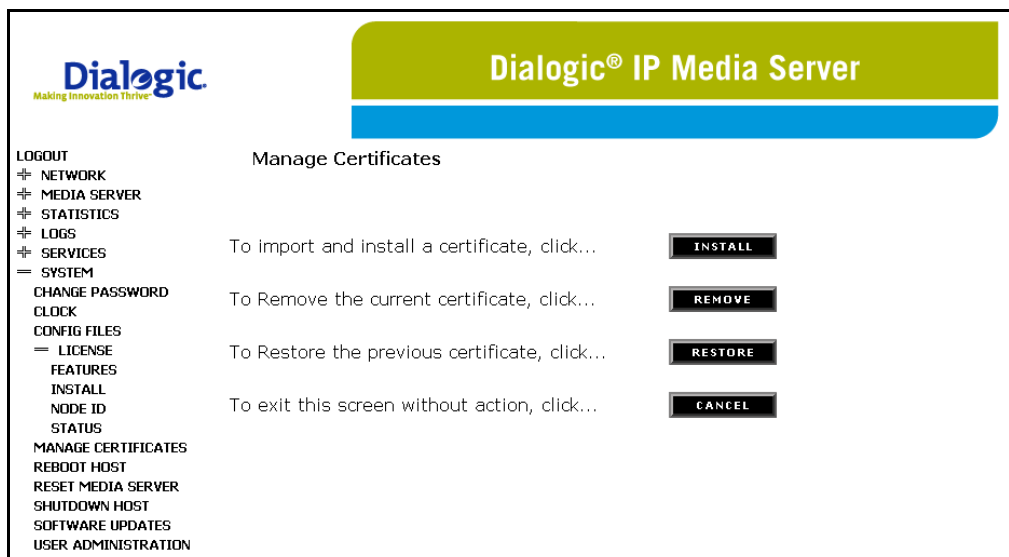 Dialogic.
Making Innovation Thrive™
Dialogic® IP Media Server
LOGOUT
NETWORK
MEDIA SERVER
STATISTICS
LOGS
SERVICES
SYSTEM
CHANGE PASSWORD
CLOCK
CONFIG FILES
LICENSE
FEATURES
INSTALL
NODE ID
STATUS
MANAGE CERTIFICATES
REBOOT HOST
RESET MEDIA SERVER
SHUTDOWN HOST
SOFTWARE UPDATES
USER ADMINISTRATION
Manage Certificates
To import and install a certificate, click... INSTALL
To Remove the current certificate, click... REMOVE
To Restore the previous certificate, click... RESTORE
To exit this screen without action, click... CANCEL